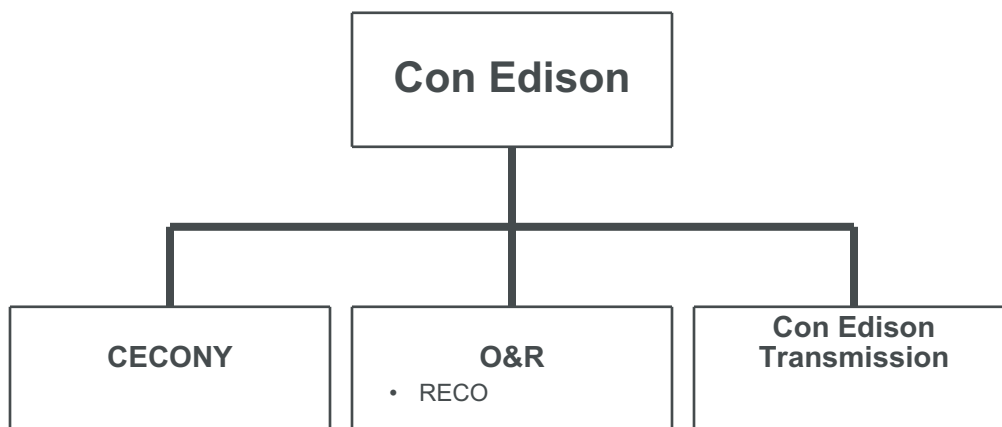 Con Edison
CECONY
O&R
• RECO
Con Edison
Transmission